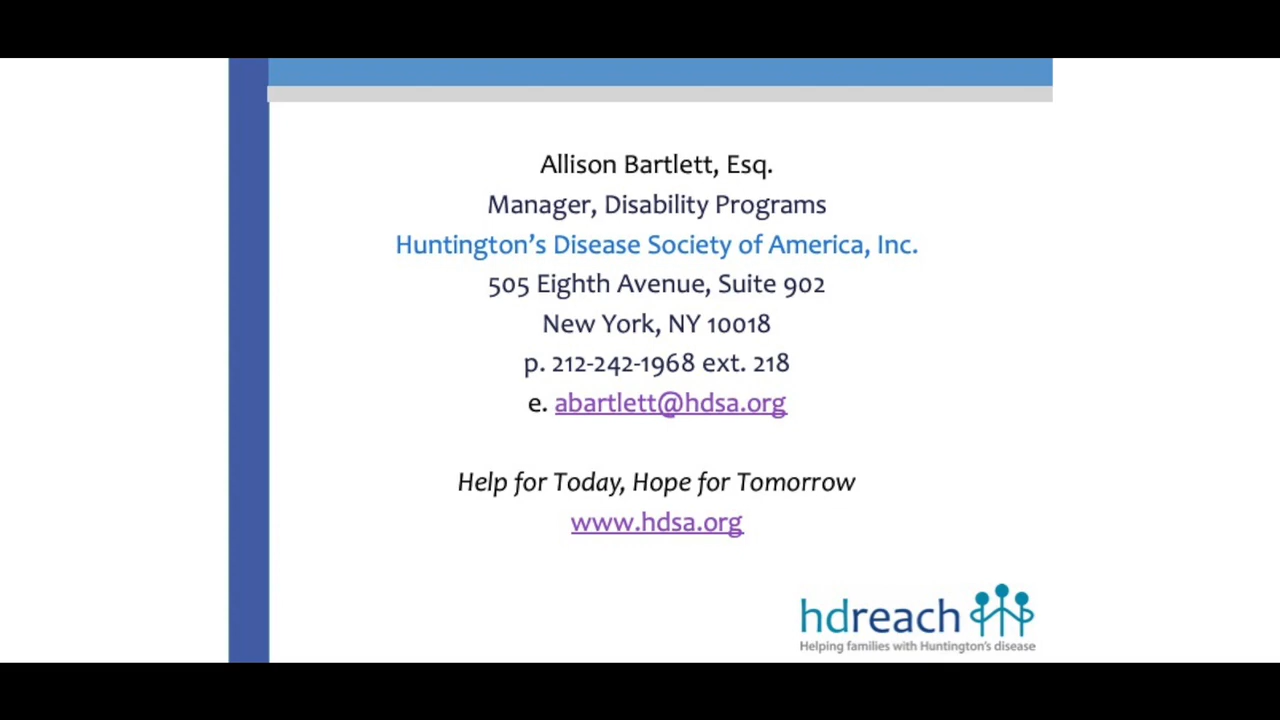 Allison Bartlett, Esq.
Manager, Disability Programs
Huntington’s Disease Society of America, Inc.
505 Eighth Avenue, Suite 902
New York, NY 10018
p. 212-242-1968 ext. 218
e. abartlett@hdsa.org
Help for Today, Hope for Tomorrow
www.hdsa.org
hdreach
Helping families with Huntington's disease